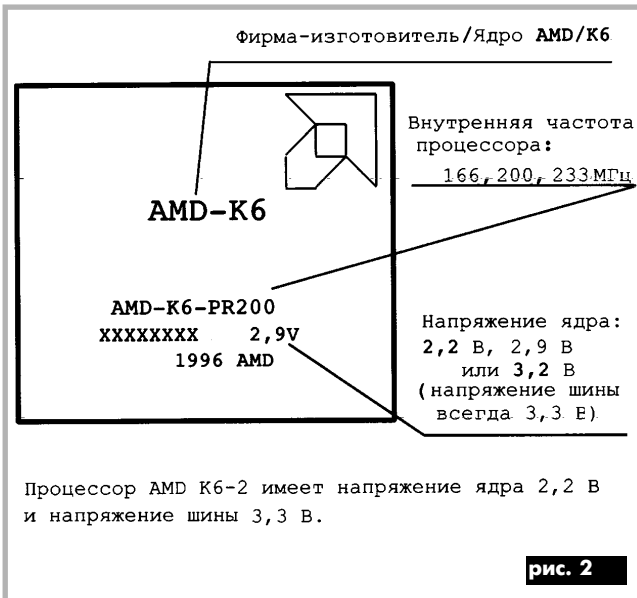 Фирма-изготовитель/Ядро AMD/K6
Внутренняя частота
процессора:
166, 200, 233 МГц
AMD-K6
AMD-K6-PR200
XXXXXXXX 2,9V
1996 AMD
Напряжение ядра:
2,2 В, 2,9 В
или 3,2 В
(напряжение шины
всегда 3,3 В)
Процессор AMD K6-2 имеет напряжение ядра 2,2 В
и напряжение шины 3,3 В.
рис. 2